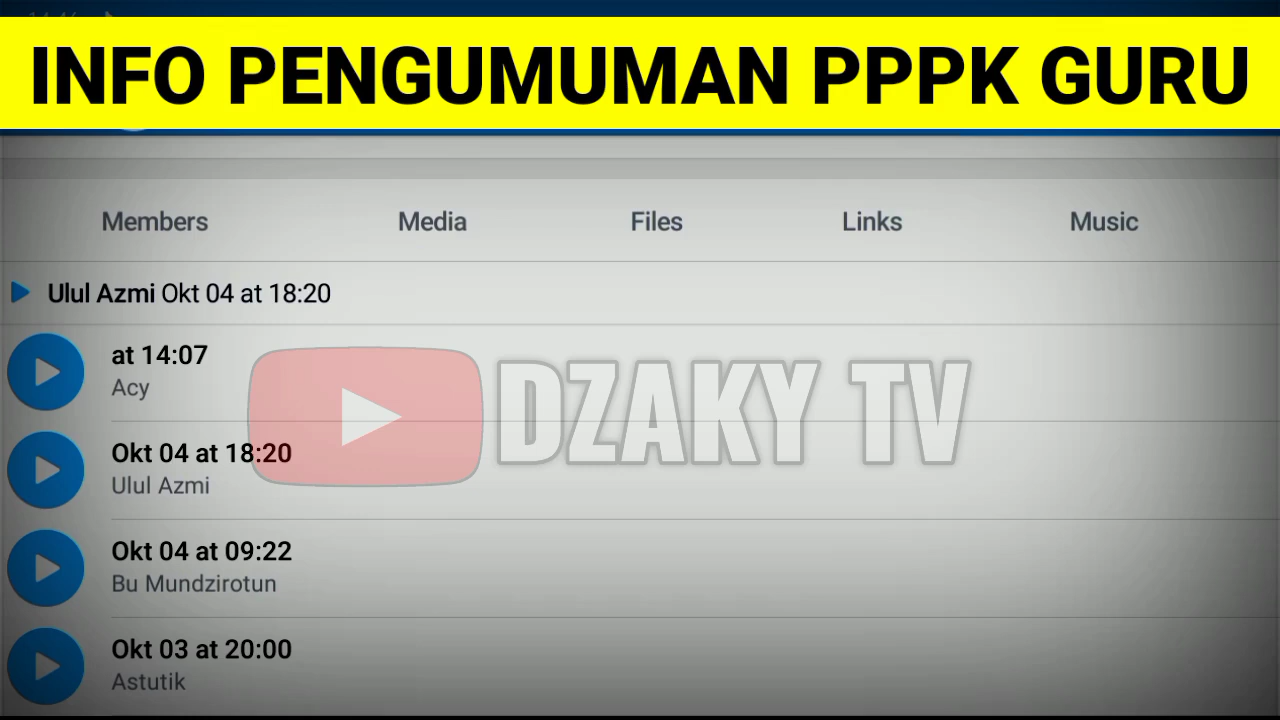 INFO PENGUMUMAN PPPK GURU
Members Media Files Links Music
Ulul Azmi Okt 04 at 18:20
at 14:07
Acy
DZAKY TV
Okt 04 at 18:20
Ulul Azmi
Okt 04 at 09:22
Bu Mundzirotun
Okt 03 at 20:00
Astutik